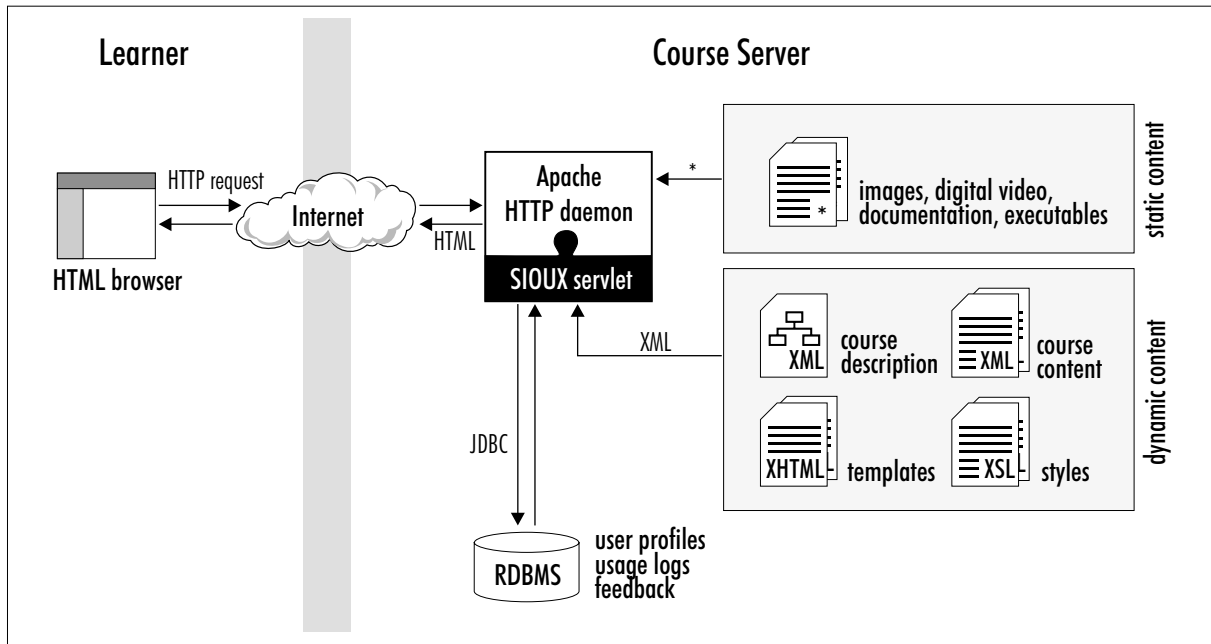 Learner
Course Server
HTTP request
Internet
HTML browser
Apache
HTTP daemon
HTML
SIOUX servlet
*
*
images, digital video,
documentation, executables
static content
XML
XML
course
description
XML
course
content
XHTML
templates
XSL
styles
dynamic content
JDBC
RDBMS
user profiles
usage logs
feedback